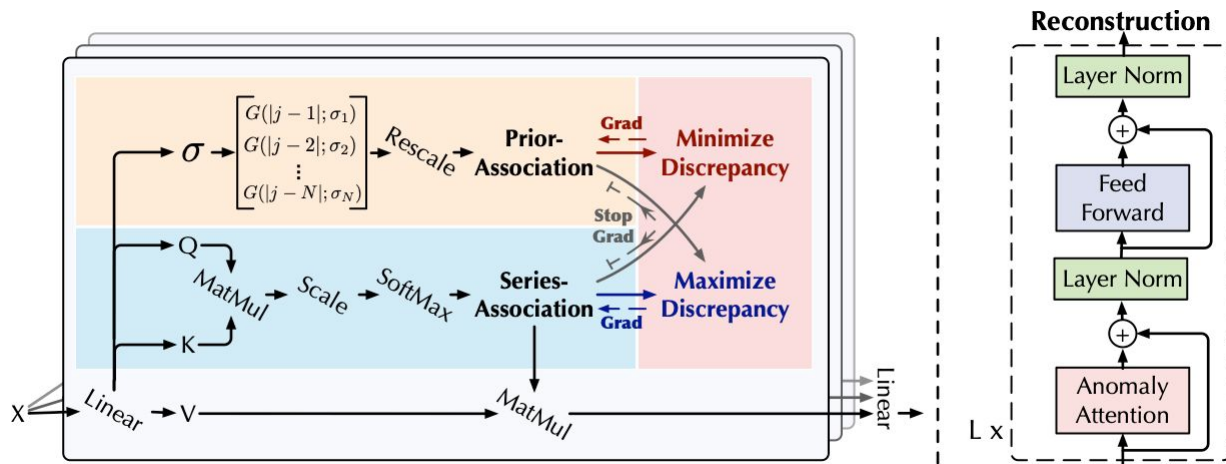 Reconstruction
Layer Norm
+
Feed
Forward
Layer Norm
+
Anomaly
Attention
L x
σ
G(|j − 1|; σ₁)
G(|j − 2|; σ₂)
⋮
G(|j − N|; σ_N)
Rescale
Prior-
Association
Grad
Minimize
Discrepancy
Stop
Grad
Q
MatMul
K
Scale
SoftMax
Series-
Association
Grad
Maximize
Discrepancy
X
Linear
V
MatMul
Linear